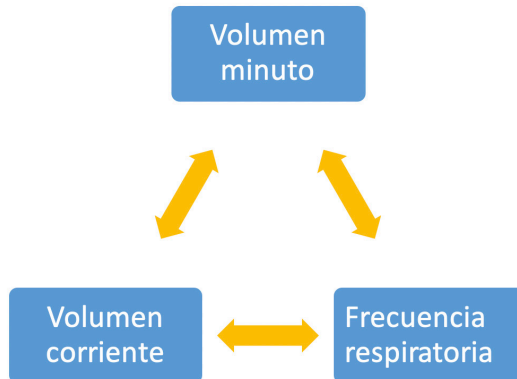 Volumen
minuto
Volumen
corriente
Frecuencia
respiratoria